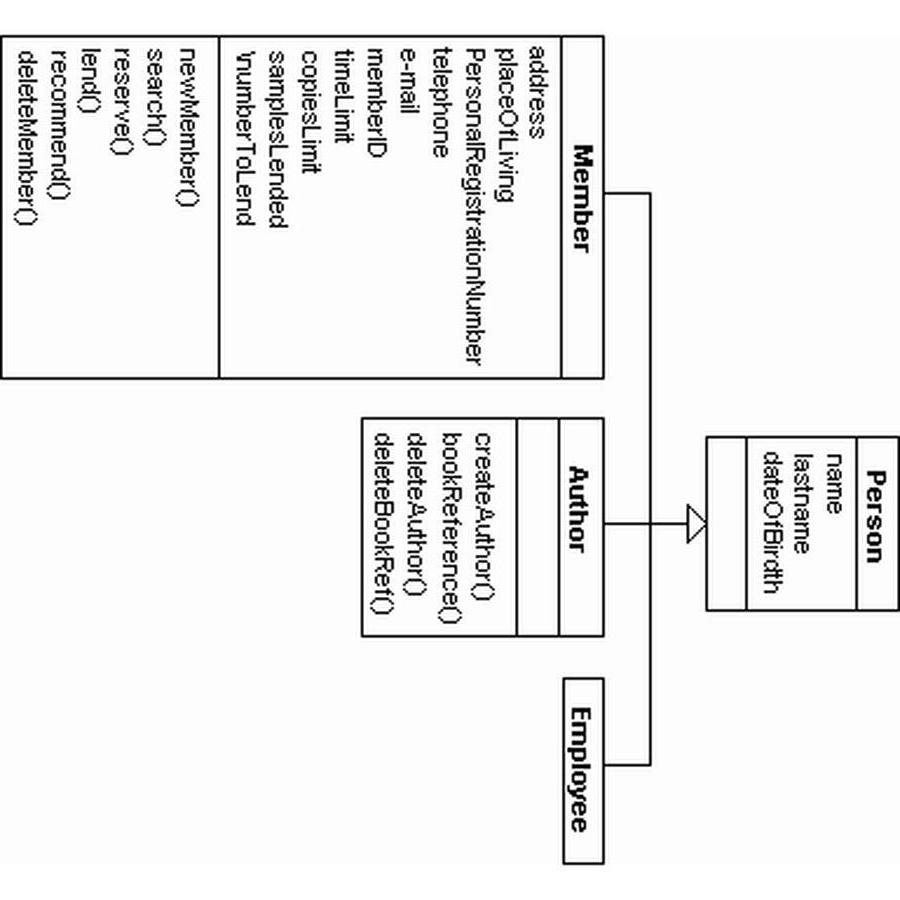 Person
name
lastname
dateOfBirdth
Member
address
placeOfLiving
PersonalRegistrationNumber
telephone
e-mail
memberID
timeLimit
copiesLimit
samplesLended
\numberToLend
newMember()
search()
reserve()
lend()
recommend()
deleteMember()
Author
createAuthor()
bookReference()
deleteAuthor()
deleteBookRef()
Employee